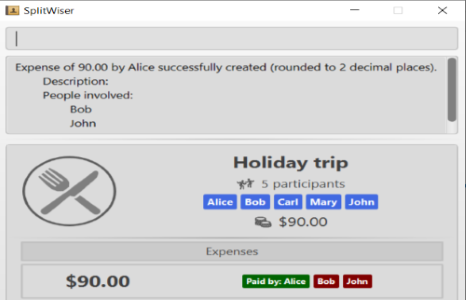 SplitWiser
Expense of 90.00 by Alice successfully created (rounded to 2 decimal places).
Description:
People involved:
Bob
John
Holiday trip
5 participants
Alice Bob Carl Mary John
$90.00
Expenses
$90.00 Paid by: Alice Bob John